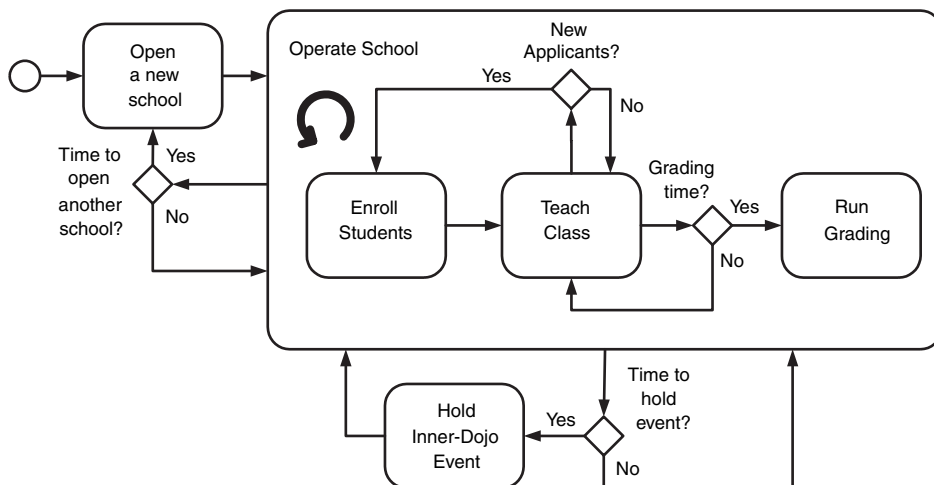 Open
a new
school
Time to
open
another
school?
Yes
No
Operate School
New
Applicants?
Yes
No
Enroll
Students
Teach
Class
Grading
time?
Yes
No
Run
Grading
Hold
Inner-Dojo
Event
Yes
Time to
hold
event?
No